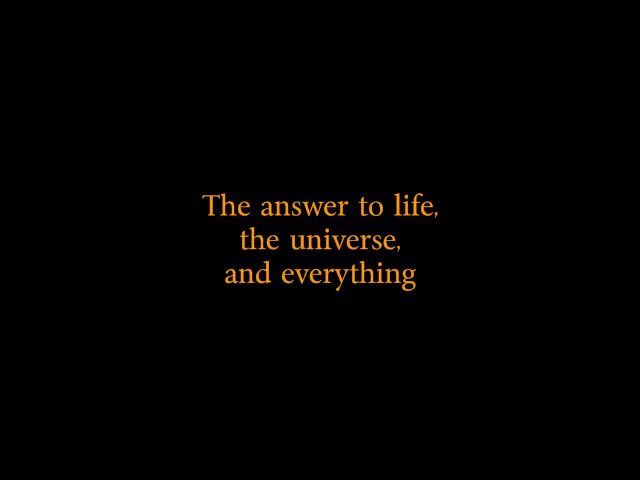 The answer to life,
the universe,
and everything